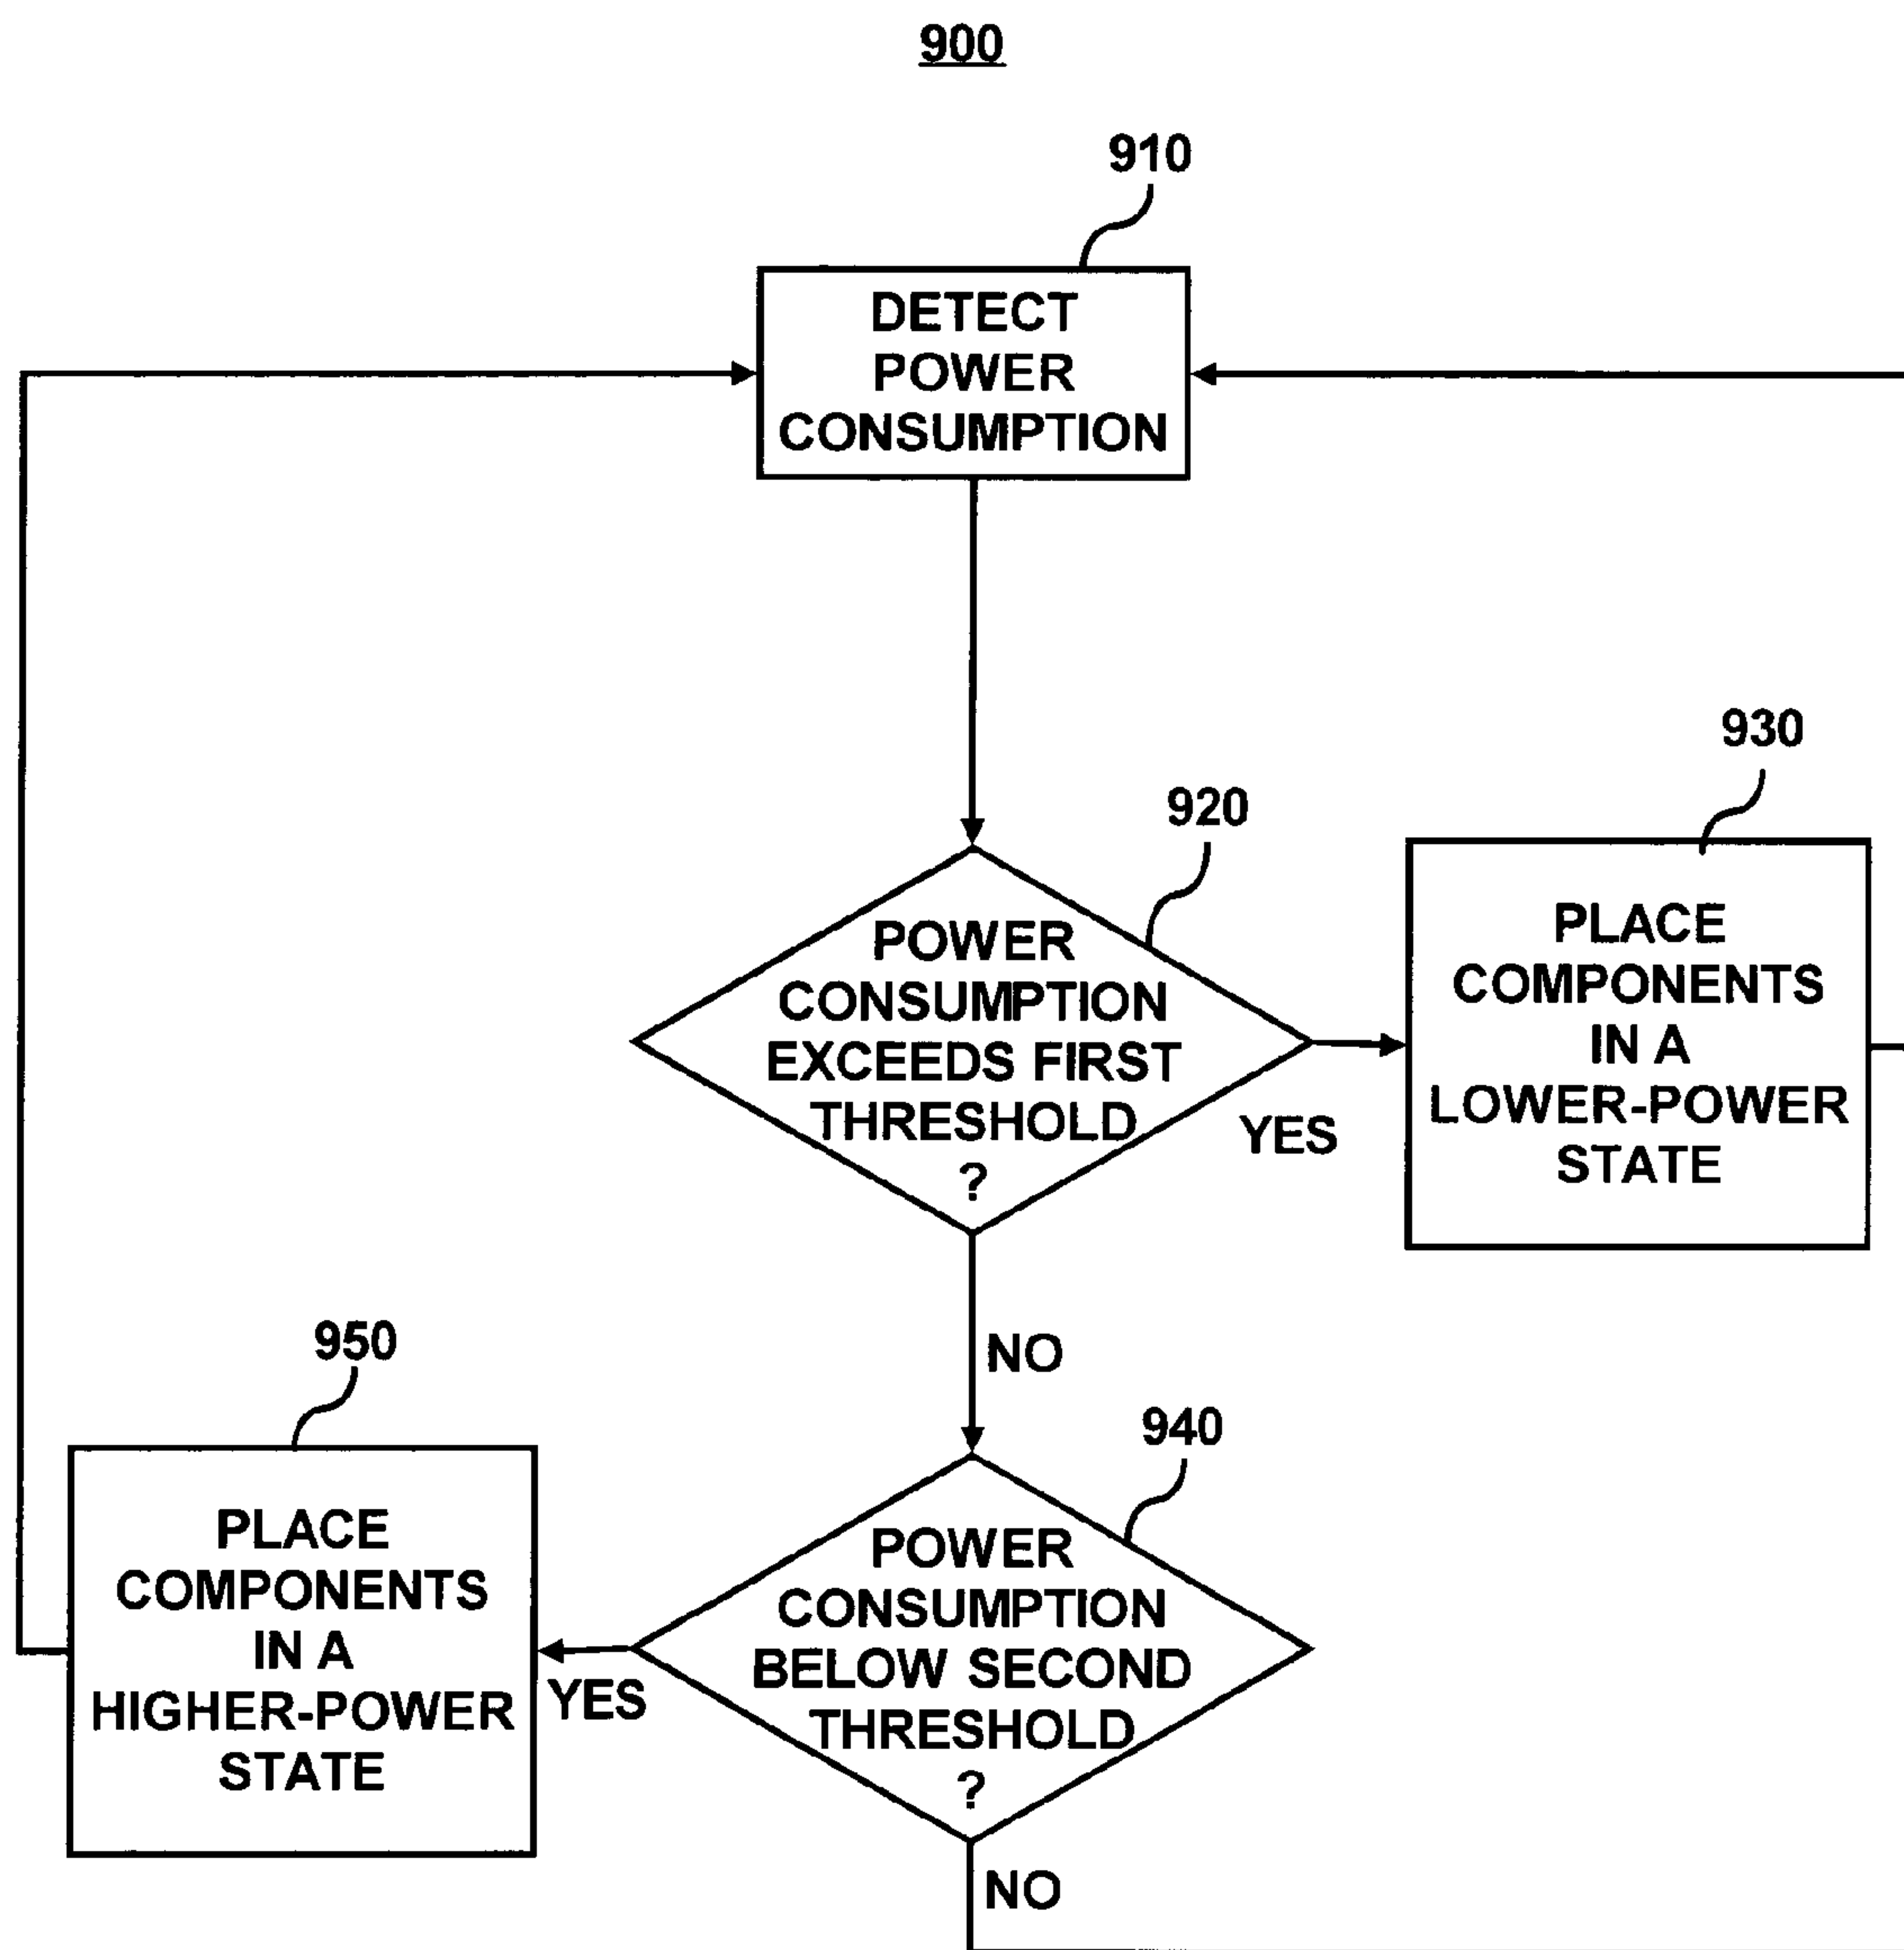 900
910
DETECT
POWER
CONSUMPTION
920
POWER
CONSUMPTION
EXCEEDS FIRST
THRESHOLD
?
YES
930
PLACE
COMPONENTS
IN A
LOWER-POWER
STATE
NO
940
POWER
CONSUMPTION
BELOW SECOND
THRESHOLD
?
YES
950
PLACE
COMPONENTS
IN A
HIGHER-POWER
STATE
NO